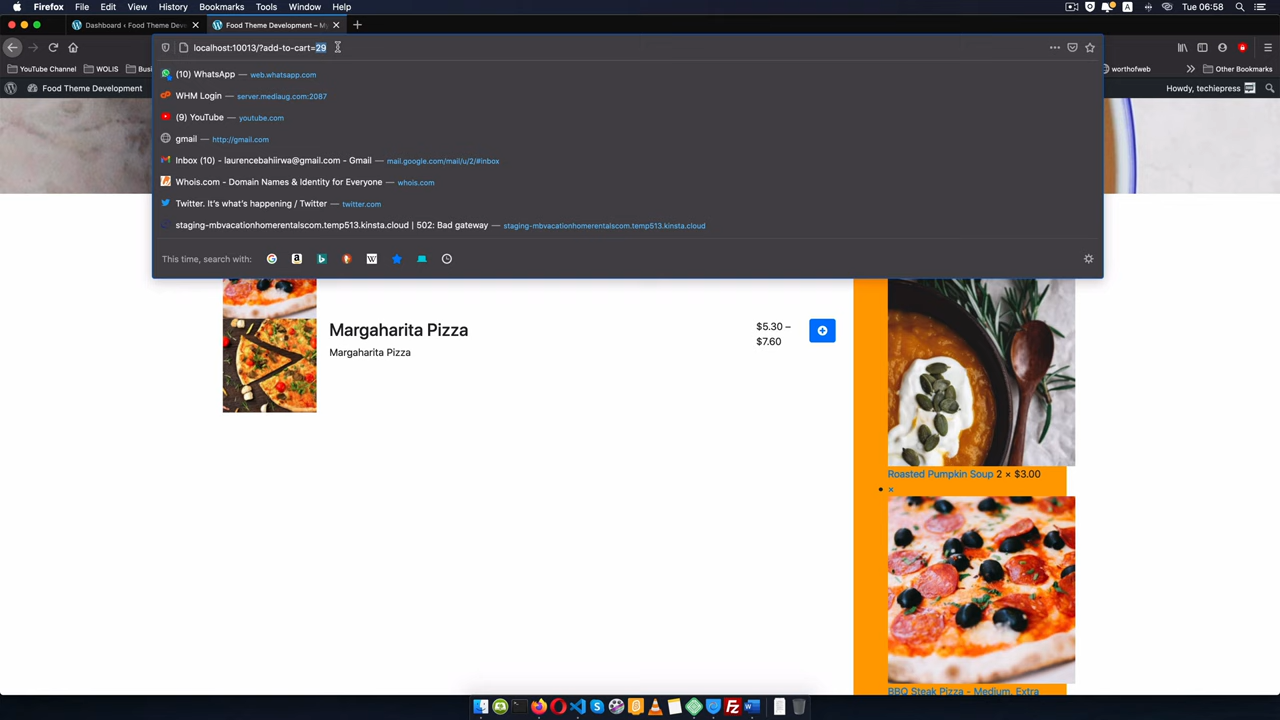 Firefox File Edit View History Bookmarks Tools Window Help
Tue 06:58
Dashboard ‹ Food Theme Dev
Food Theme Development – My
localhost:10013/?add-to-cart=29
YouTube Channel
WOLIS
Busi
worthofweb
Other Bookmarks
Food Theme Development
Howdy, techiepress
(10) WhatsApp — web.whatsapp.com
WHM Login — server.mediaug.com:2087
(9) YouTube — youtube.com
gmail — http://gmail.com
Inbox (10) - laurencebahiirwa@gmail.com - Gmail — mail.google.com/mail/u/2/#inbox
Whois.com - Domain Names & Identity for Everyone — whois.com
Twitter. It's what's happening / Twitter — twitter.com
staging-mbvacationhomerentalscom.temp513.kinsta.cloud | 502: Bad gateway — staging-mbvacationhomerentalscom.temp513.kinsta.cloud
This time, search with:
Margaharita Pizza
Margaharita Pizza
$5.30 –
$7.60
Roasted Pumpkin Soup 2 × $3.00
×
BBQ Steak Pizza - Medium, Extra